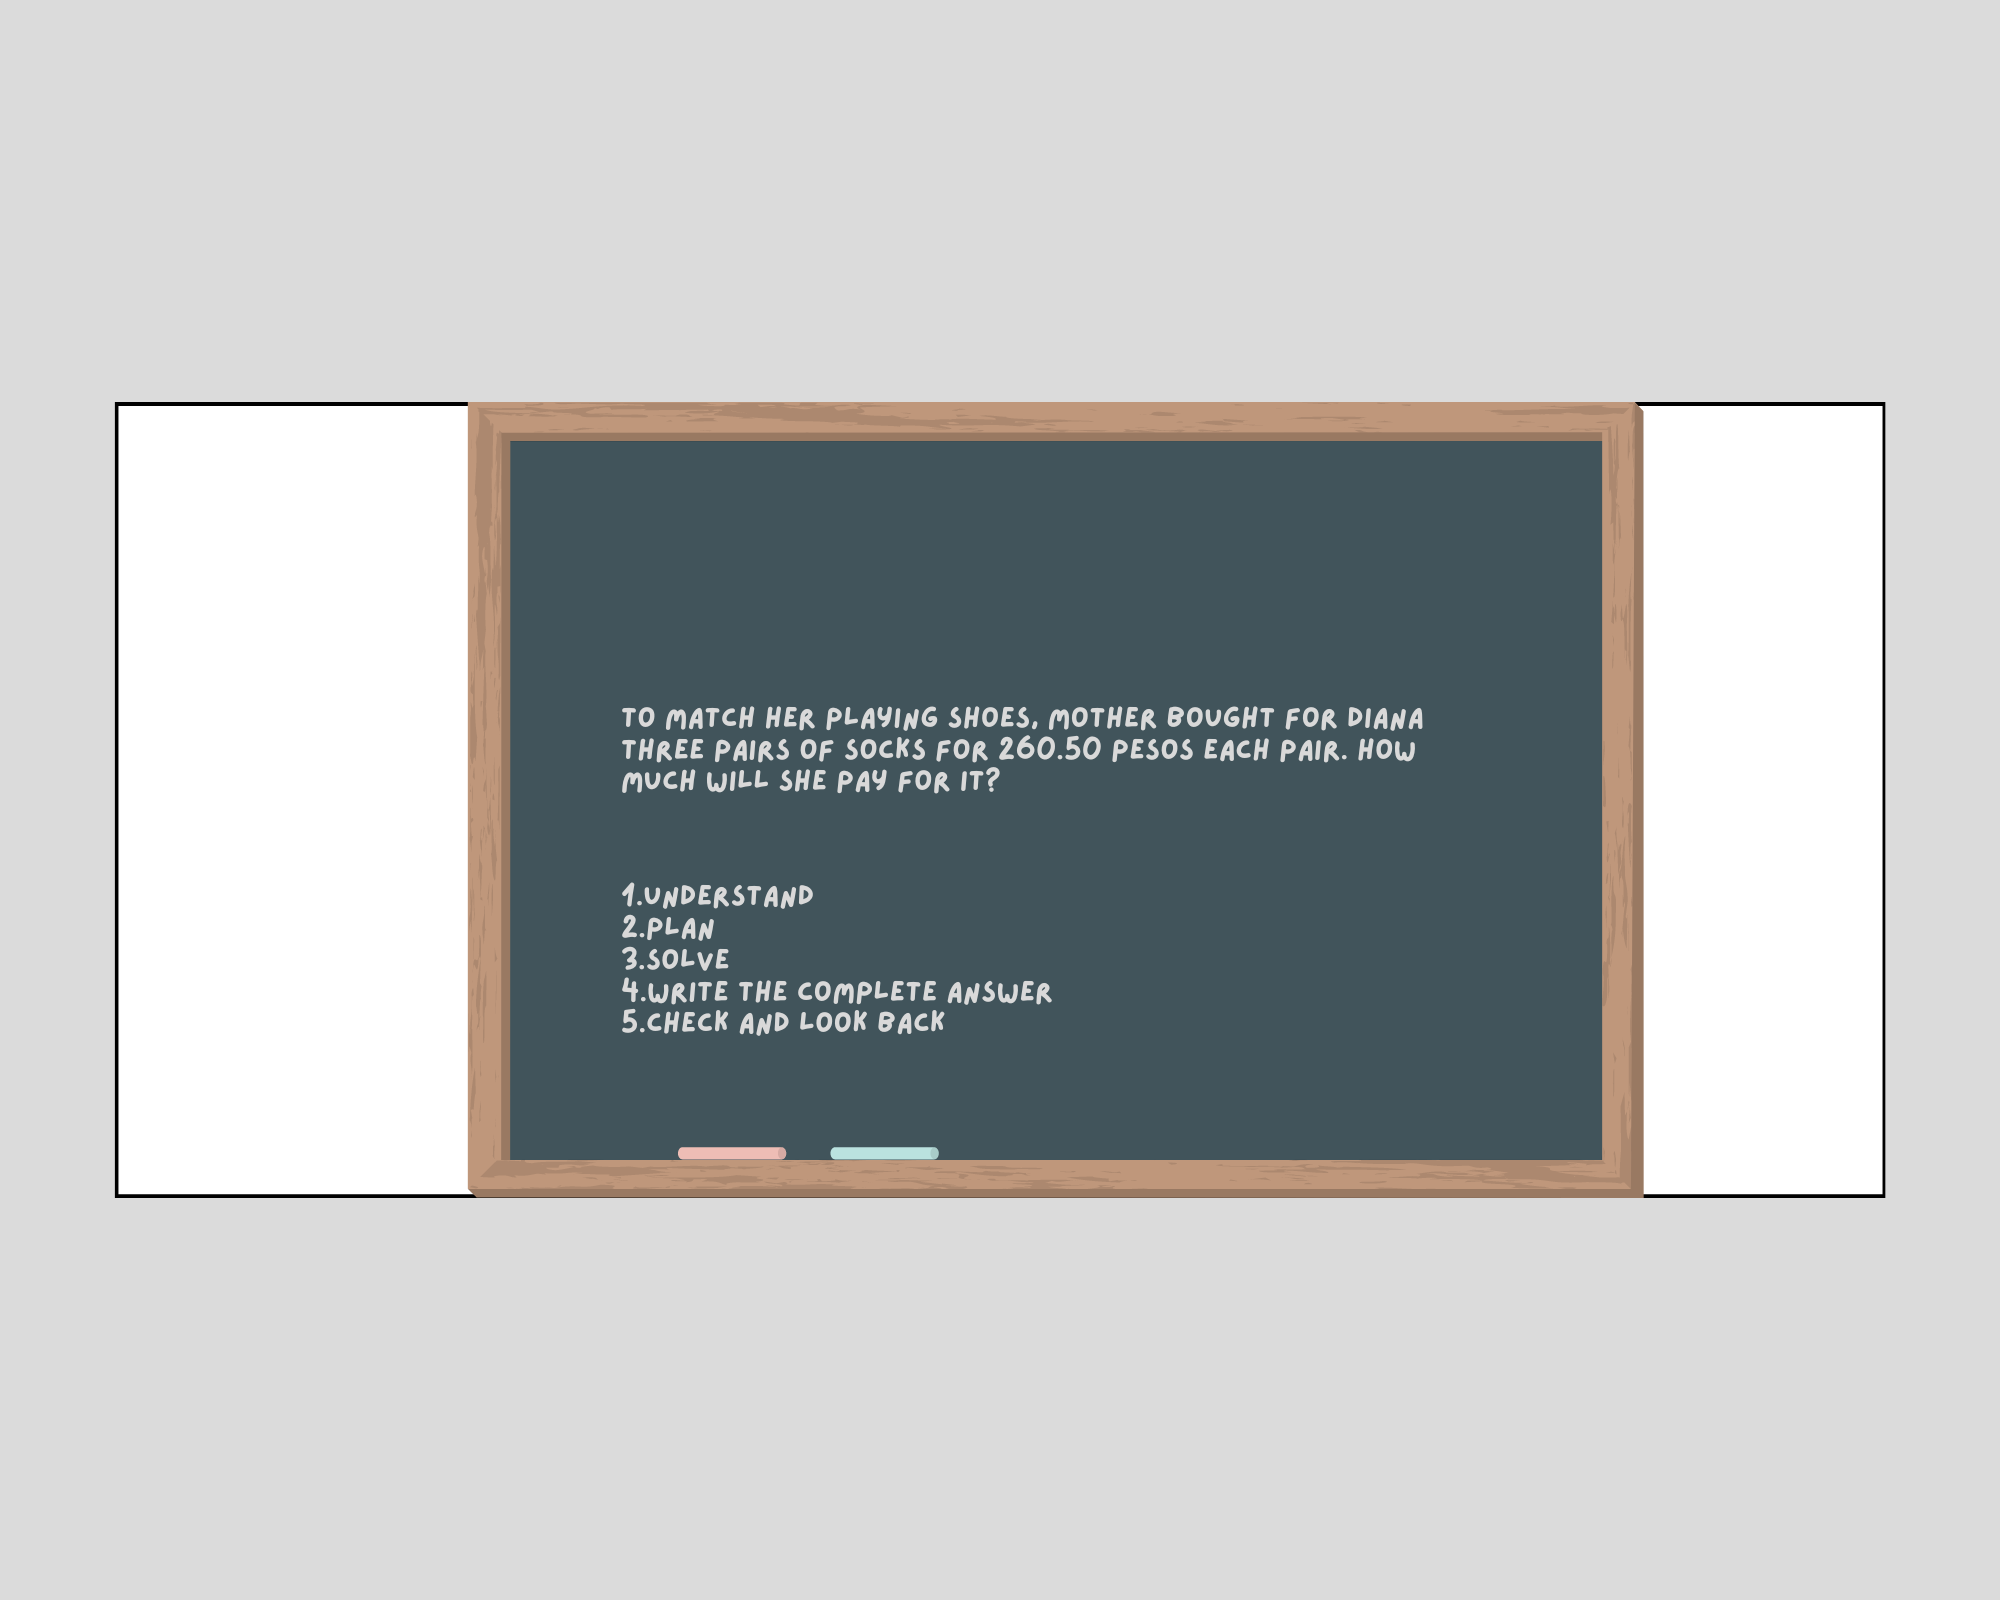 TO MATCH HER PLAYING SHOES, MOTHER BOUGHT FOR DIANA
THREE PAIRS OF SOCKS FOR 260.50 PESOS EACH PAIR. HOW
MUCH WILL SHE PAY FOR IT?
1.UNDERSTAND
2.PLAN
3.SOLVE
4.WRITE THE COMPLETE ANSWER
5.CHECK AND LOOK BACK